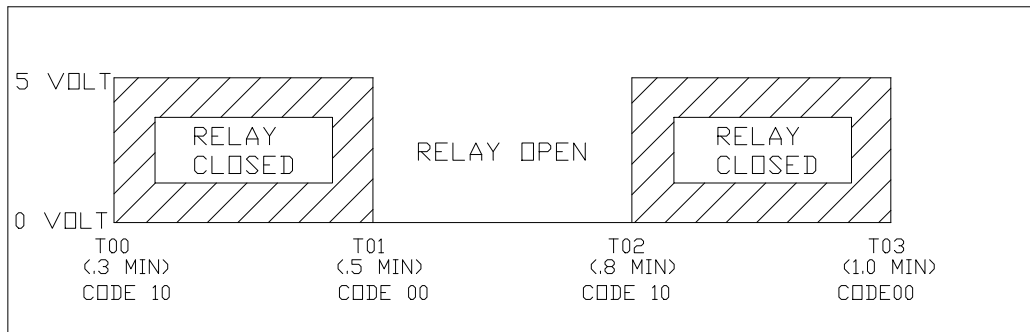 5 VOLT
RELAY
CLOSED
RELAY OPEN
RELAY
CLOSED
0 VOLT
T00
(.3 MIN)
CODE 10
T01
(.5 MIN)
CODE 00
T02
(.8 MIN)
CODE 10
T03
(1.0 MIN)
CODE00